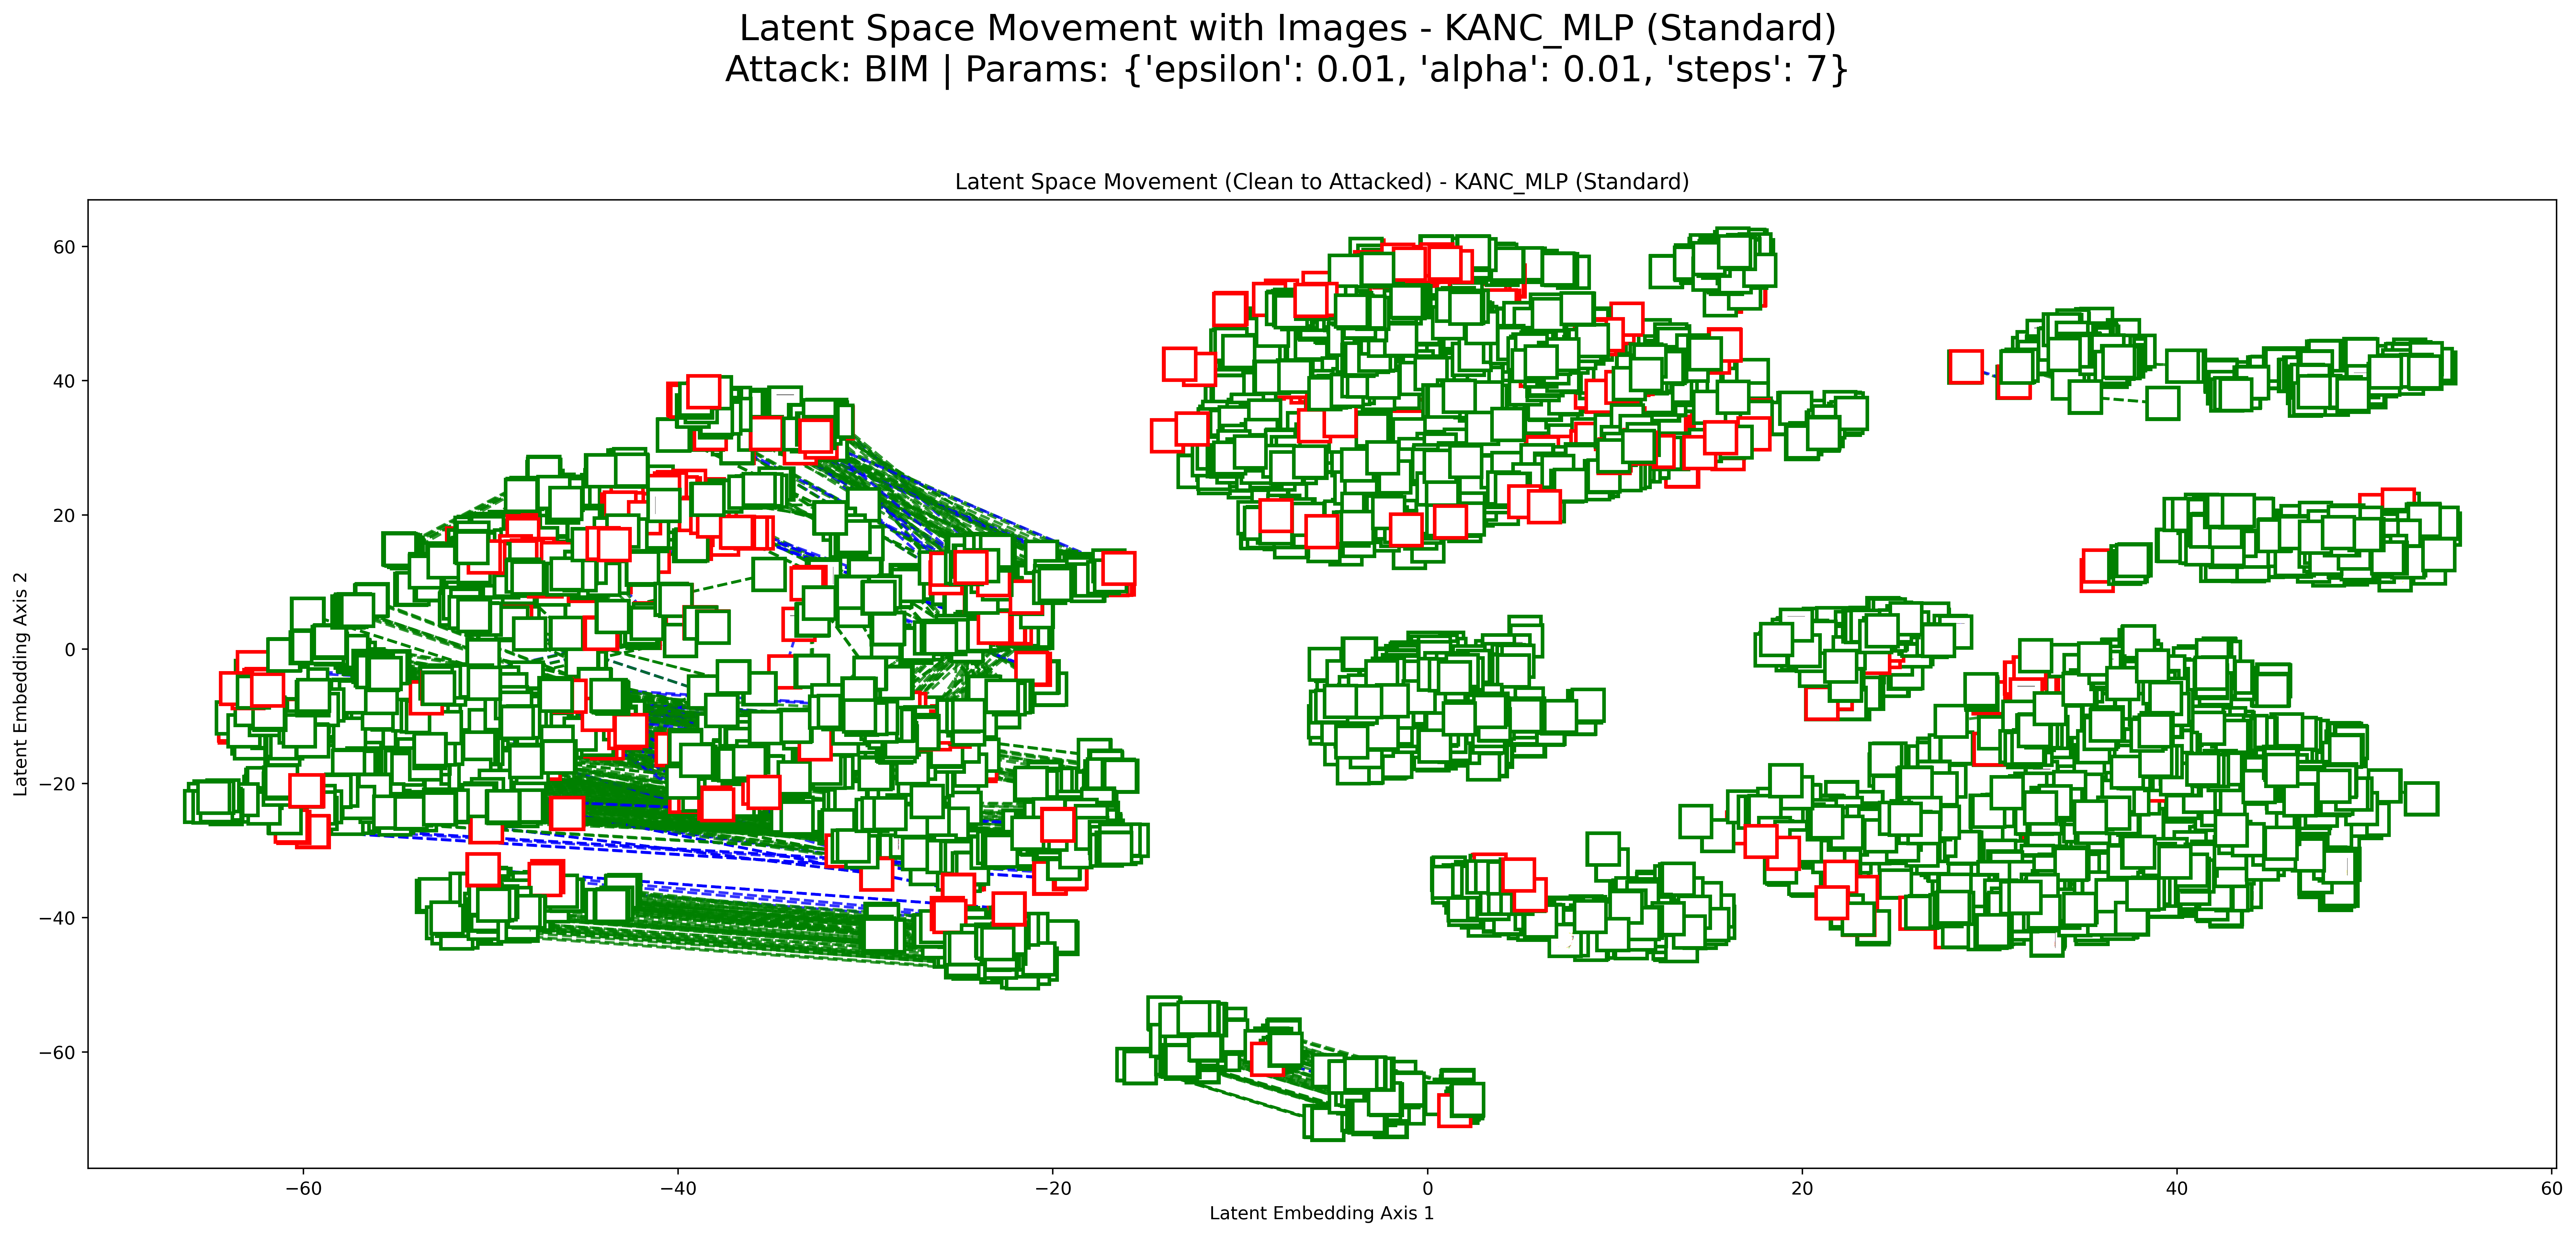 Latent Space Movement with Images - KANC_MLP (Standard)
Attack: BIM | Params: {'epsilon': 0.01, 'alpha': 0.01, 'steps': 7}
Latent Space Movement (Clean to Attacked) - KANC_MLP (Standard)
60
40
20
0
−20
−40
−60
Latent Embedding Axis 2
−60
−40
−20
0
20
40
60
Latent Embedding Axis 1